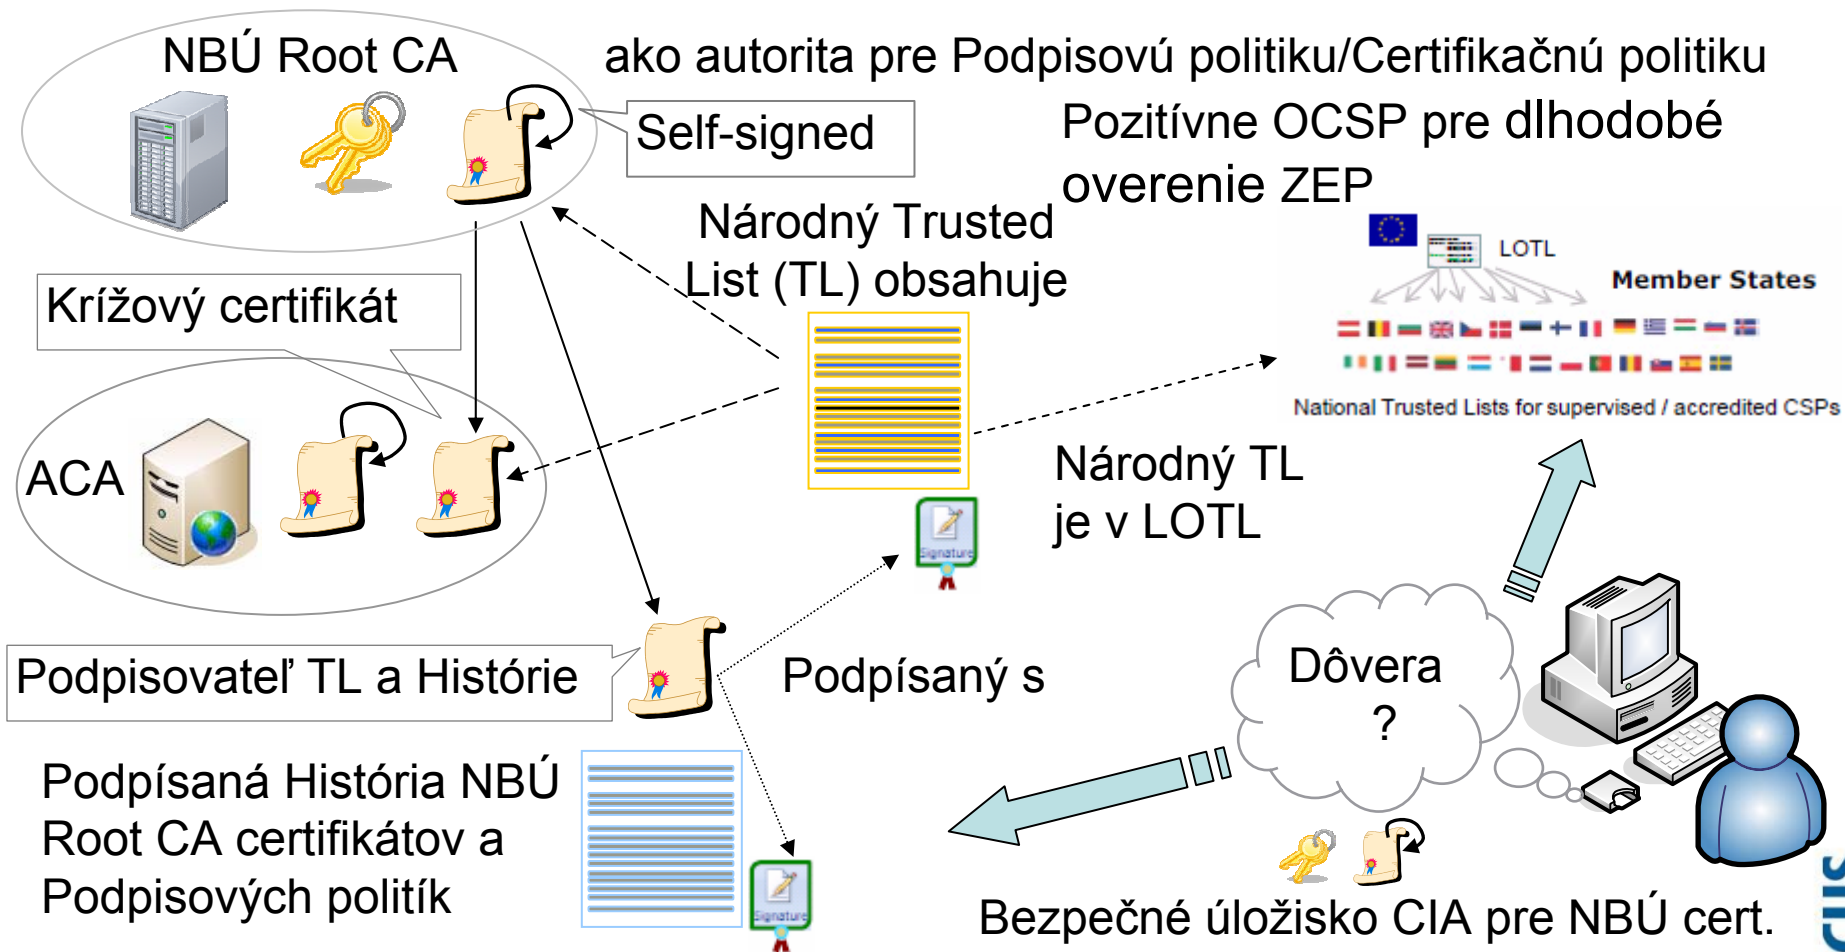 NBÚ Root CA
ako autorita pre Podpisovú politiku/Certifikačnú politiku
Self-signed
Pozitívne OCSP pre dlhodobé
overenie ZEP
Národný Trusted
List (TL) obsahuje
LOTL
Member States
Krížový certifikát
National Trusted Lists for supervised / accredited CSPs
ACA
Národný TL
je v LOTL
Signature
Podpisovateľ TL a Histórie
Podpísaný s
Dôvera
?
Podpísaná História NBÚ
Root CA certifikátov a
Podpisových politík
Signature
Bezpečné úložisko CIA pre NBÚ cert.